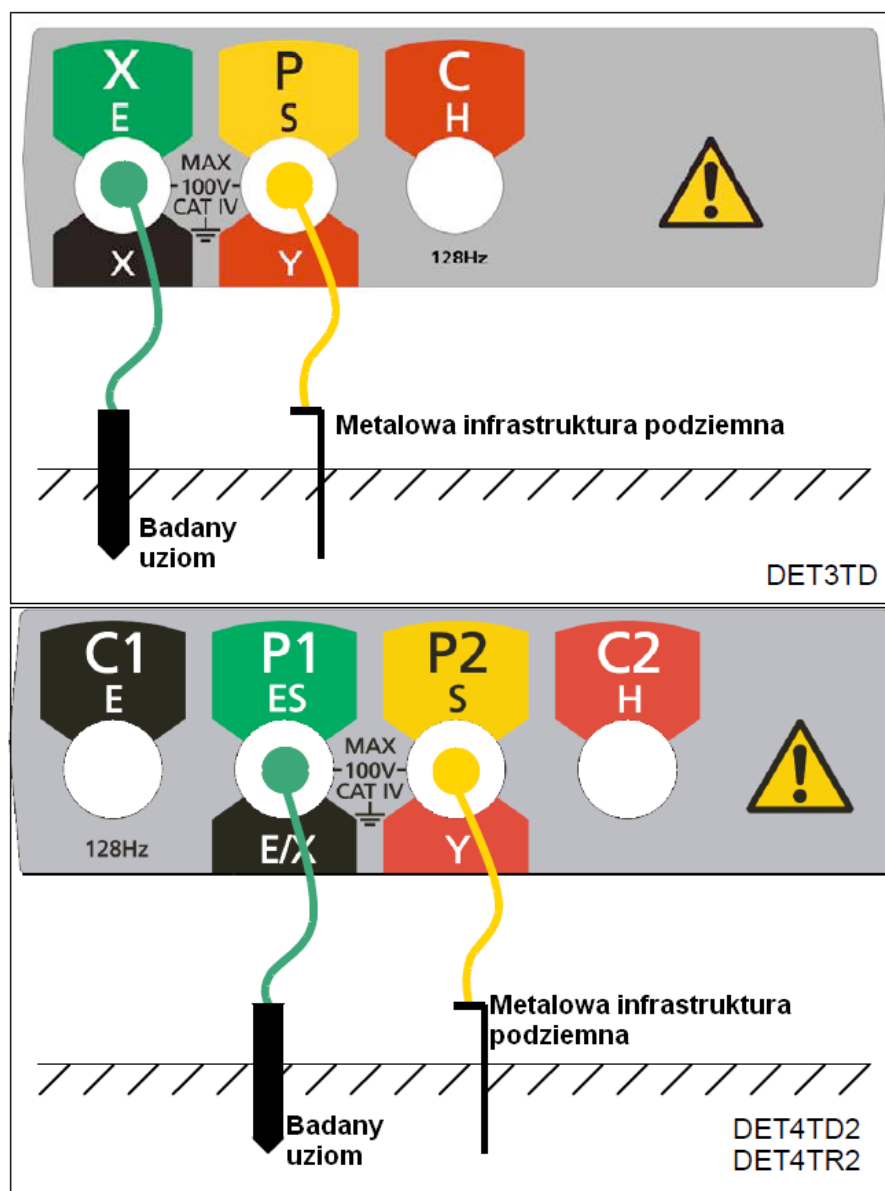 X P C
E S H
MAX
100V
CAT IV
X Y 128Hz
Metalowa infrastruktura podziemna
Badany
uziom
DET3TD
C1 P1 P2 C2
E ES S H
MAX
100V
CAT IV
128Hz E/X Y
Metalowa infrastruktura
podziemna
Badany
uziom
DET4TD2
DET4TR2